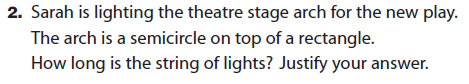 2. Sarah is lighting the theatre stage arch for the new play.
The arch is a semicircle on top of a rectangle.
How long is the string of lights? Justify your answer.